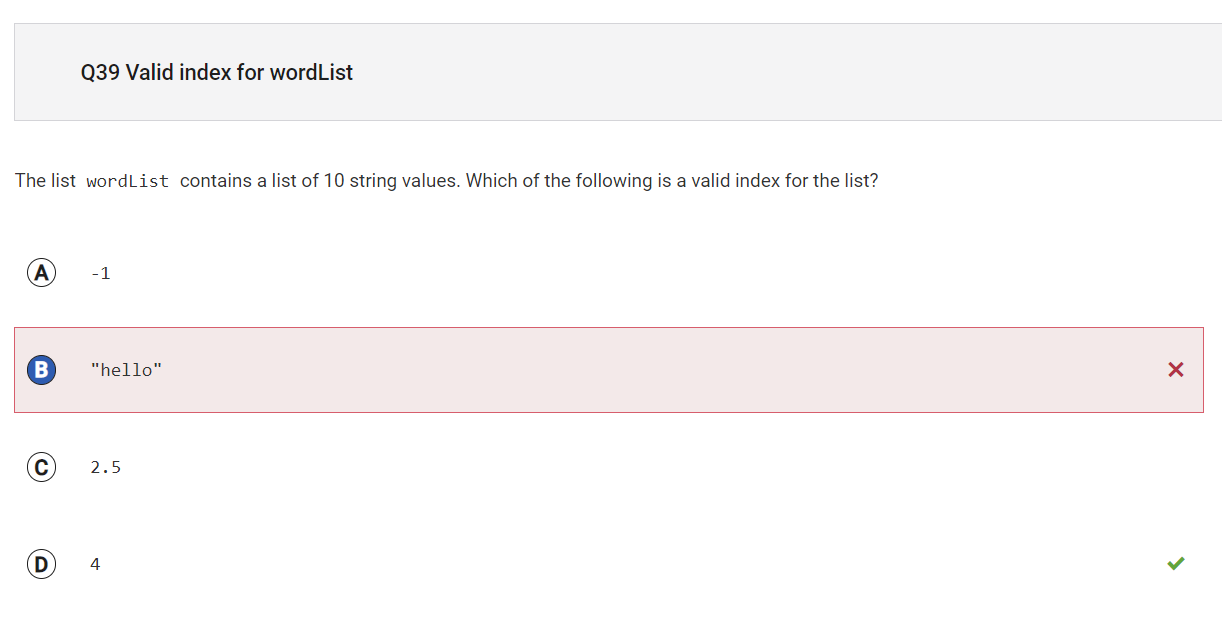 Q39 Valid index for wordList
The list wordList contains a list of 10 string values. Which of the following is a valid index for the list?
A -1
B "hello"
C 2.5
D 4